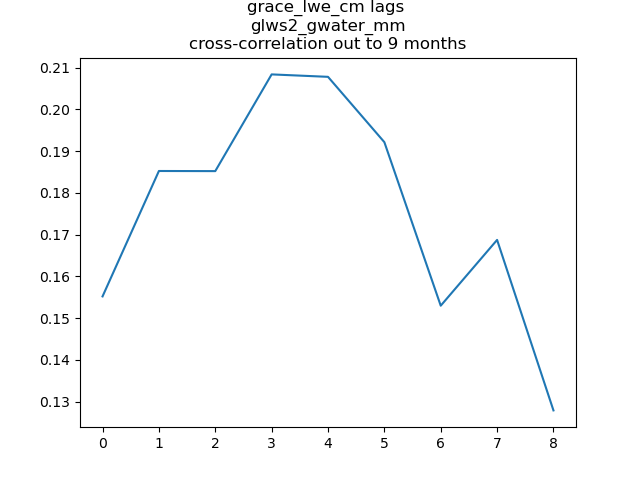 grace_lwe_cm lags
glws2_gwater_mm
cross-correlation out to 9 months
0.21
0.20
0.19
0.18
0.17
0.16
0.15
0.14
0.13
0 1 2 3 4 5 6 7 8